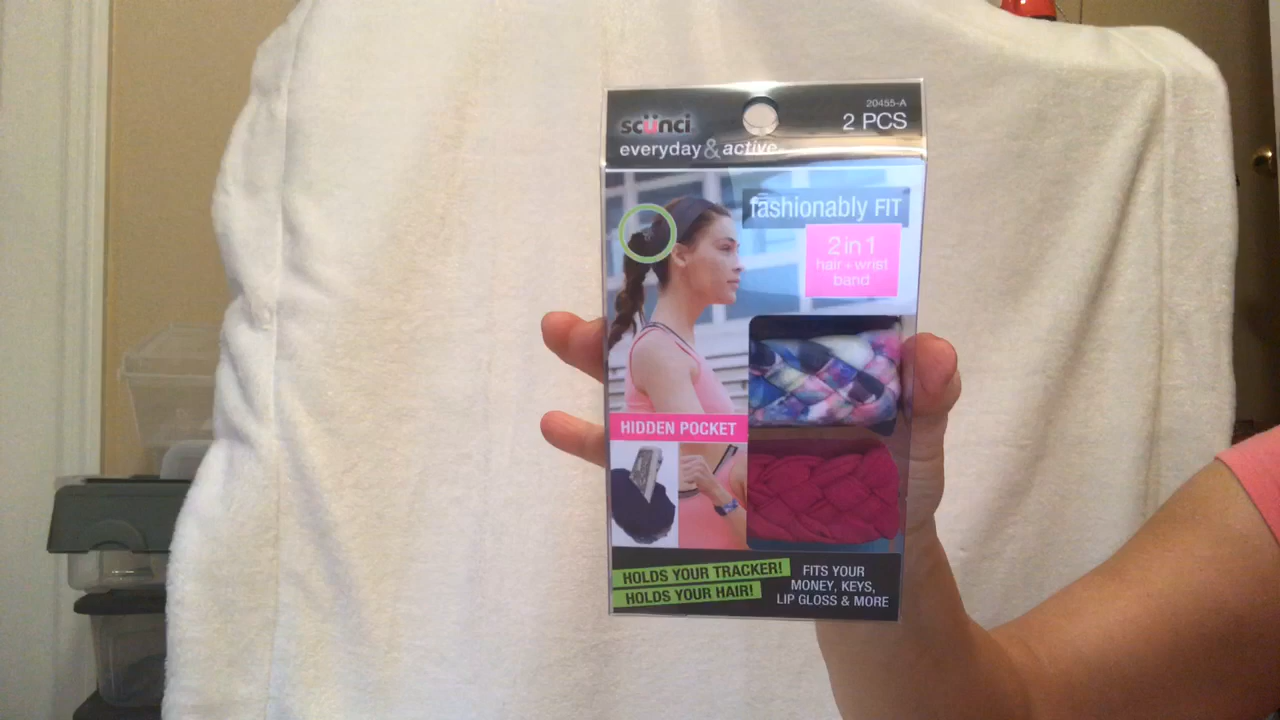 scünci
20455-A
2 PCS
everyday & active
fashionably FIT
2 in 1
hair + wrist
band
HIDDEN POCKET
HOLDS YOUR TRACKER!
HOLDS YOUR HAIR!
FITS YOUR
MONEY, KEYS,
LIP GLOSS & MORE